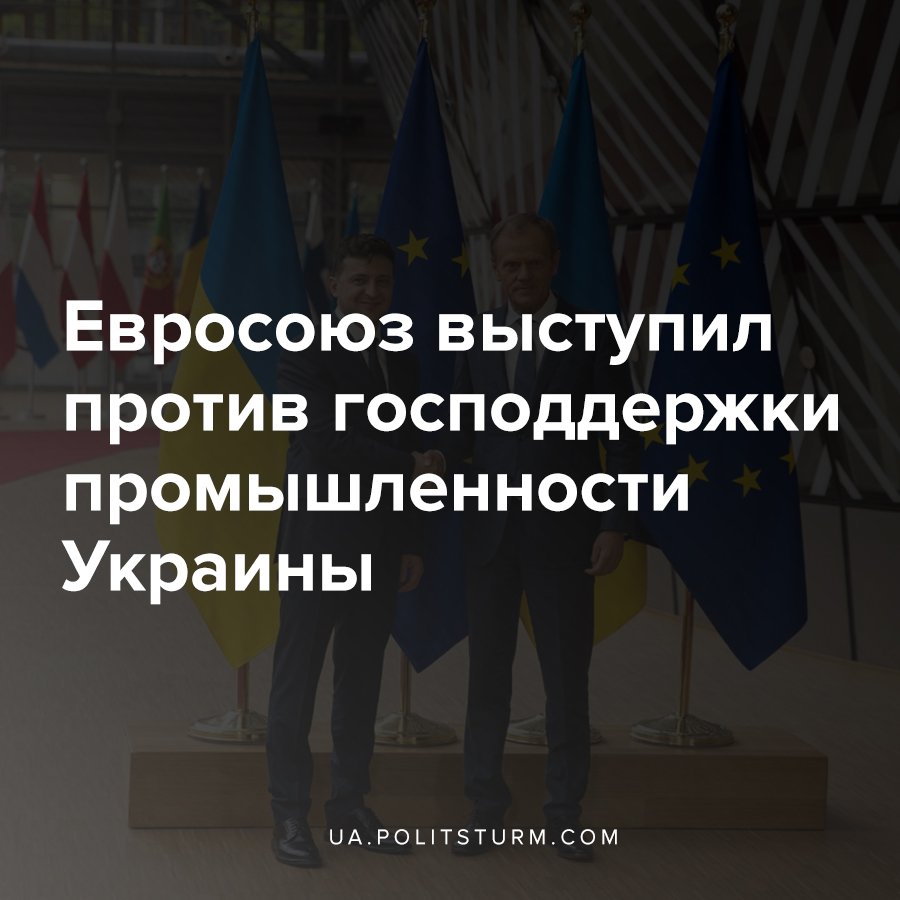 Евросоюз выступил
против господдержки
промышленности
Украины
UA.POLITSTURM.COM